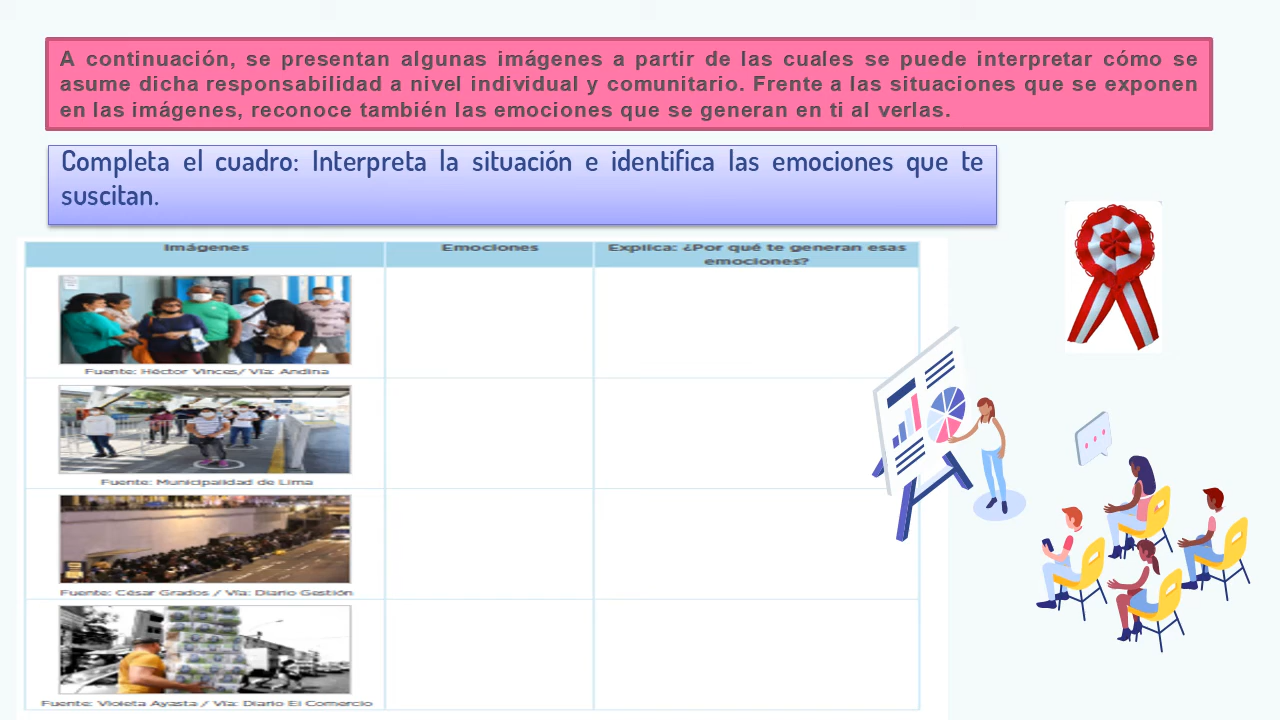 A continuación, se presentan algunas imágenes a partir de las cuales se puede interpretar cómo se
asume dicha responsabilidad a nivel individual y comunitario. Frente a las situaciones que se exponen
en las imágenes, reconoce también las emociones que se generan en ti al verlas.
Completa el cuadro: Interpreta la situación e identifica las emociones que te
suscitan.
Imágenes
Emociones
Explica: ¿Por qué te generan esas
emociones?
Fuente: Héctor Vinces/ Vía: Andina
Fuente: Municipalidad de Lima
Fuente: César Grados / Vía: Diario Gestión
Fuente: Violeta Ayasta / Vía: Diario El Comercio